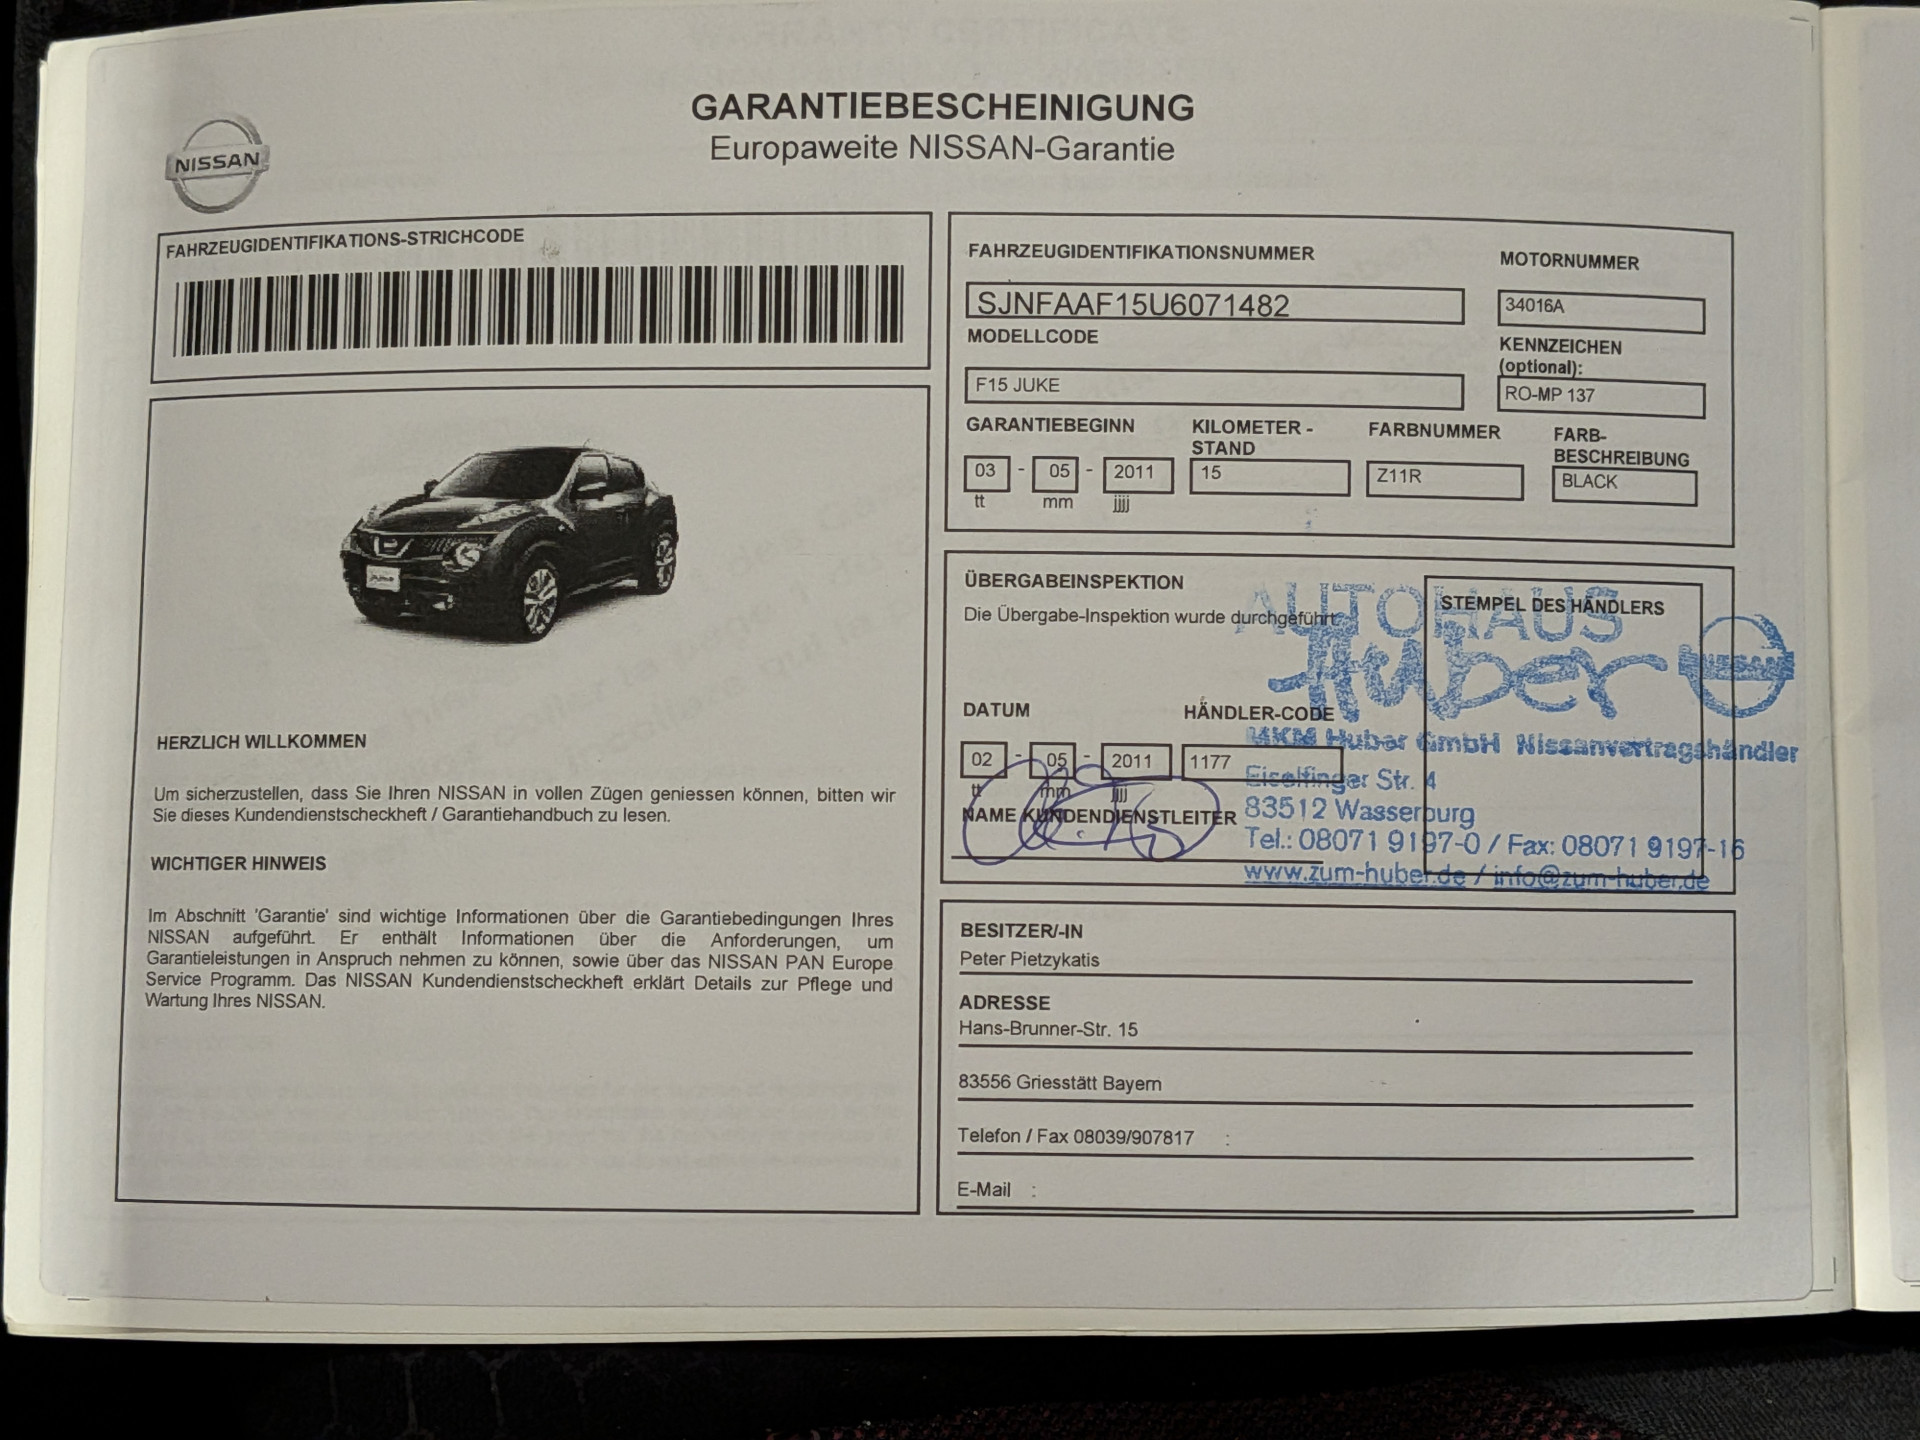 GARANTIEBESCHEINIGUNG
Europaweite NISSAN-Garantie
NISSAN
FAHRZEUGIDENTIFIKATIONS-STRICHCODE
HERZLICH WILLKOMMEN
Um sicherzustellen, dass Sie Ihren NISSAN in vollen Zügen geniessen können, bitten wir
Sie dieses Kundendienstscheckheft / Garantiehandbuch zu lesen.
WICHTIGER HINWEIS
Im Abschnitt 'Garantie' sind wichtige Informationen über die Garantiebedingungen Ihres
NISSAN aufgeführt. Er enthält Informationen über die Anforderungen, um
Garantieleistungen in Anspruch nehmen zu können, sowie über das NISSAN PAN Europe
Service Programm. Das NISSAN Kundendienstscheckheft erklärt Details zur Pflege und
Wartung Ihres NISSAN.
FAHRZEUGIDENTIFIKATIONSNUMMER
SJNFAAF15U6071482
MOTORNUMMER
34016A
MODELLCODE
F15 JUKE
KENNZEICHEN
(optional):
RO-MP 137
GARANTIEBEGINN
03 - 05 - 2011
tt mm jjjj
KILOMETER -
STAND
15
FARBNUMMER
Z11R
FARB-
BESCHREIBUNG
BLACK
ÜBERGABEINSPEKTION
Die Übergabe-Inspektion wurde durchgeführt.
DATUM
02 - 05 - 2011
tt mm jjjj
HÄNDLER-CODE
1177
NAME KUNDENDIENSTLEITER
STEMPEL DES HÄNDLERS
AUTOHAUS
Huber
NISSAN
MKM Huber GmbH Nissanvertragshändler
Eiselfinger Str. 4
83512 Wasserburg
Tel.: 08071 9197-0 / Fax: 08071 9197-16
www.zum-huber.de / info@zum-huber.de
BESITZER/-IN
Peter Pietzykatis
ADRESSE
Hans-Brunner-Str. 15
83556 Griesstätt Bayern
Telefon / Fax 08039/907817 :
E-Mail :